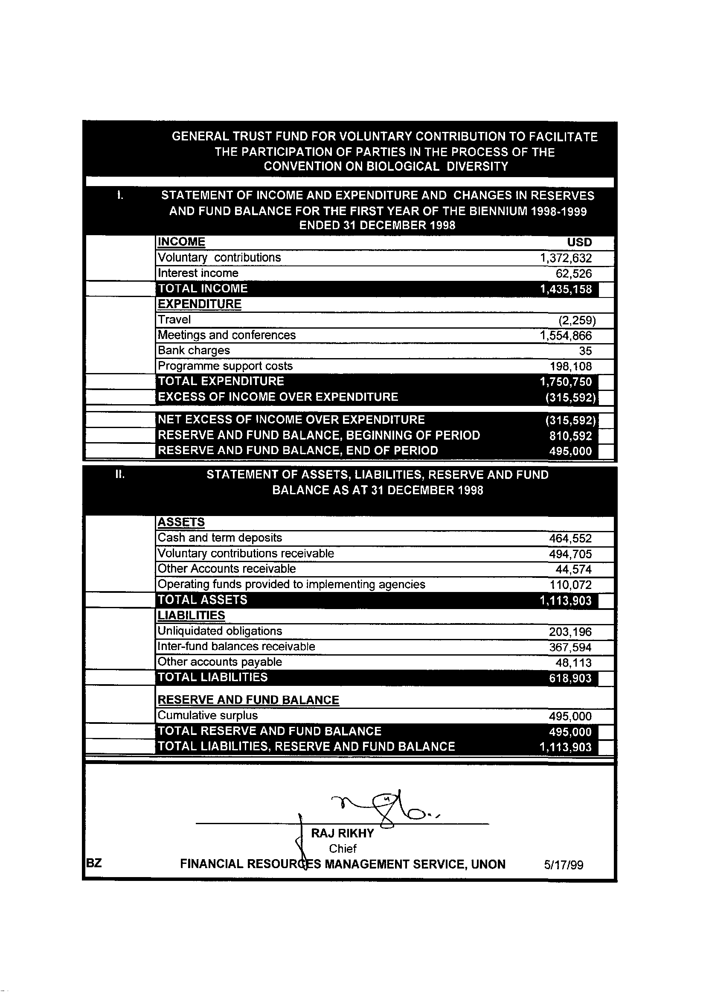 GENERAL TRUST FUND FOR VOLUNTARY CONTRIBUTION TO FACILITATE
THE PARTICIPATION OF PARTIES IN THE PROCESS OF THE
CONVENTION ON BIOLOGICAL DIVERSITY
I. STATEMENT OF INCOME AND EXPENDITURE AND CHANGES IN RESERVES
AND FUND BALANCE FOR THE FIRST YEAR OF THE BIENNIUM 1998-1999
ENDED 31 DECEMBER 1998
INCOME USD
Voluntary contributions 1,372,632
Interest income 62,526
TOTAL INCOME 1,435,158
EXPENDITURE
Travel (2,259)
Meetings and conferences 1,554,866
Bank charges 35
Programme support costs 198,108
TOTAL EXPENDITURE 1,750,750
EXCESS OF INCOME OVER EXPENDITURE (315,592)
NET EXCESS OF INCOME OVER EXPENDITURE (315,592)
RESERVE AND FUND BALANCE, BEGINNING OF PERIOD 810,592
RESERVE AND FUND BALANCE, END OF PERIOD 495,000
II. STATEMENT OF ASSETS, LIABILITIES, RESERVE AND FUND
BALANCE AS AT 31 DECEMBER 1998
ASSETS
Cash and term deposits 464,552
Voluntary contributions receivable 494,705
Other Accounts receivable 44,574
Operating funds provided to implementing agencies 110,072
TOTAL ASSETS 1,113,903
LIABILITIES
Unliquidated obligations 203,196
Inter-fund balances receivable 367,594
Other accounts payable 48,113
TOTAL LIABILITIES 618,903
RESERVE AND FUND BALANCE
Cumulative surplus 495,000
TOTAL RESERVE AND FUND BALANCE 495,000
TOTAL LIABILITIES, RESERVE AND FUND BALANCE 1,113,903
RAJ RIKHY
Chief
BZ FINANCIAL RESOURCES MANAGEMENT SERVICE, UNON 5/17/99